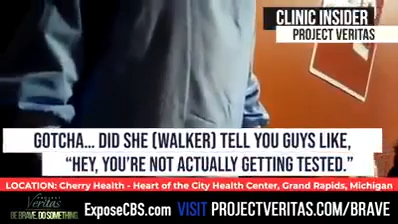 CLINIC INSIDER
PROJECT VERITAS
GOTCHA... DID SHE (WALKER) TELL YOU GUYS LIKE,
"HEY, YOU'RE NOT ACTUALLY GETTING TESTED."
LOCATION: Cherry Health - Heart of the City Health Center, Grand Rapids, Michigan
PROJECT
Veritas
BE BRAVE. DO SOMETHING.
ExposeCBS.com VISIT PROJECTVERITAS.COM/BRAVE